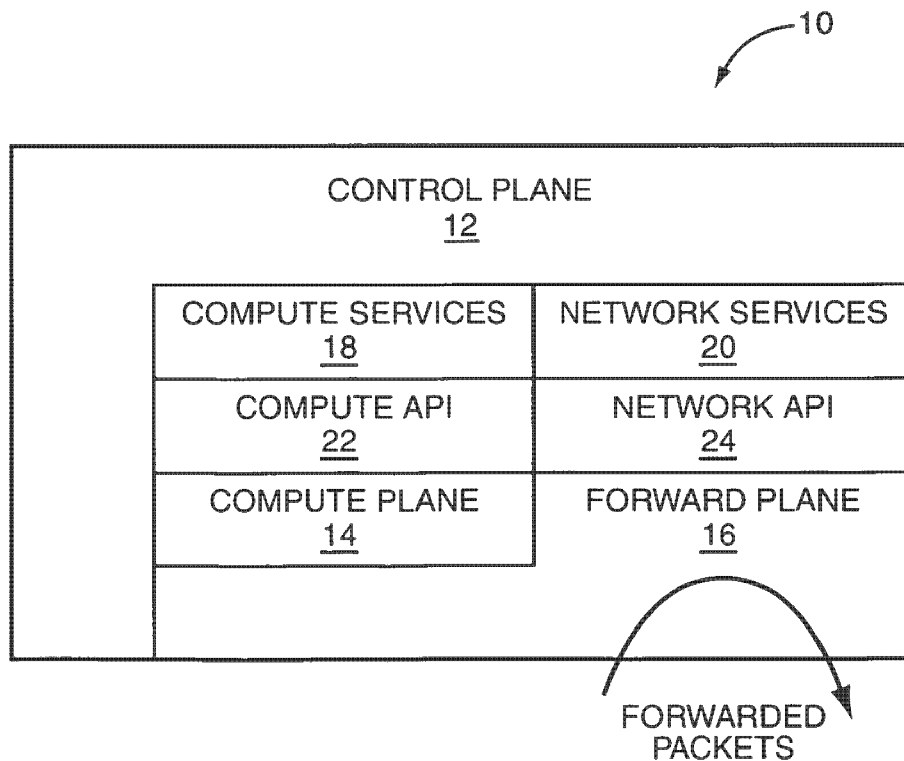 10
CONTROL PLANE
12
COMPUTE SERVICES
18
NETWORK SERVICES
20
COMPUTE API
22
NETWORK API
24
COMPUTE PLANE
14
FORWARD PLANE
16
FORWARDED
PACKETS